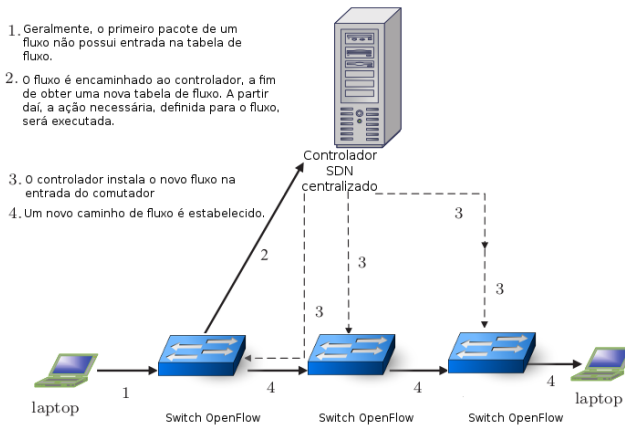 1. Geralmente, o primeiro pacote de um
fluxo não possui entrada na tabela de
fluxo.
2. O fluxo é encaminhado ao controlador, a fim
de obter uma nova tabela de fluxo. A partir
daí, a ação necessária, definida para o fluxo,
será executada.
3. O controlador instala o novo fluxo na
entrada do comutador
4. Um novo caminho de fluxo é estabelecido.
Controlador
SDN
centralizado
2
3
3
3
3
1
4
4
4
laptop
laptop
Switch OpenFlow
Switch OpenFlow
Switch OpenFlow